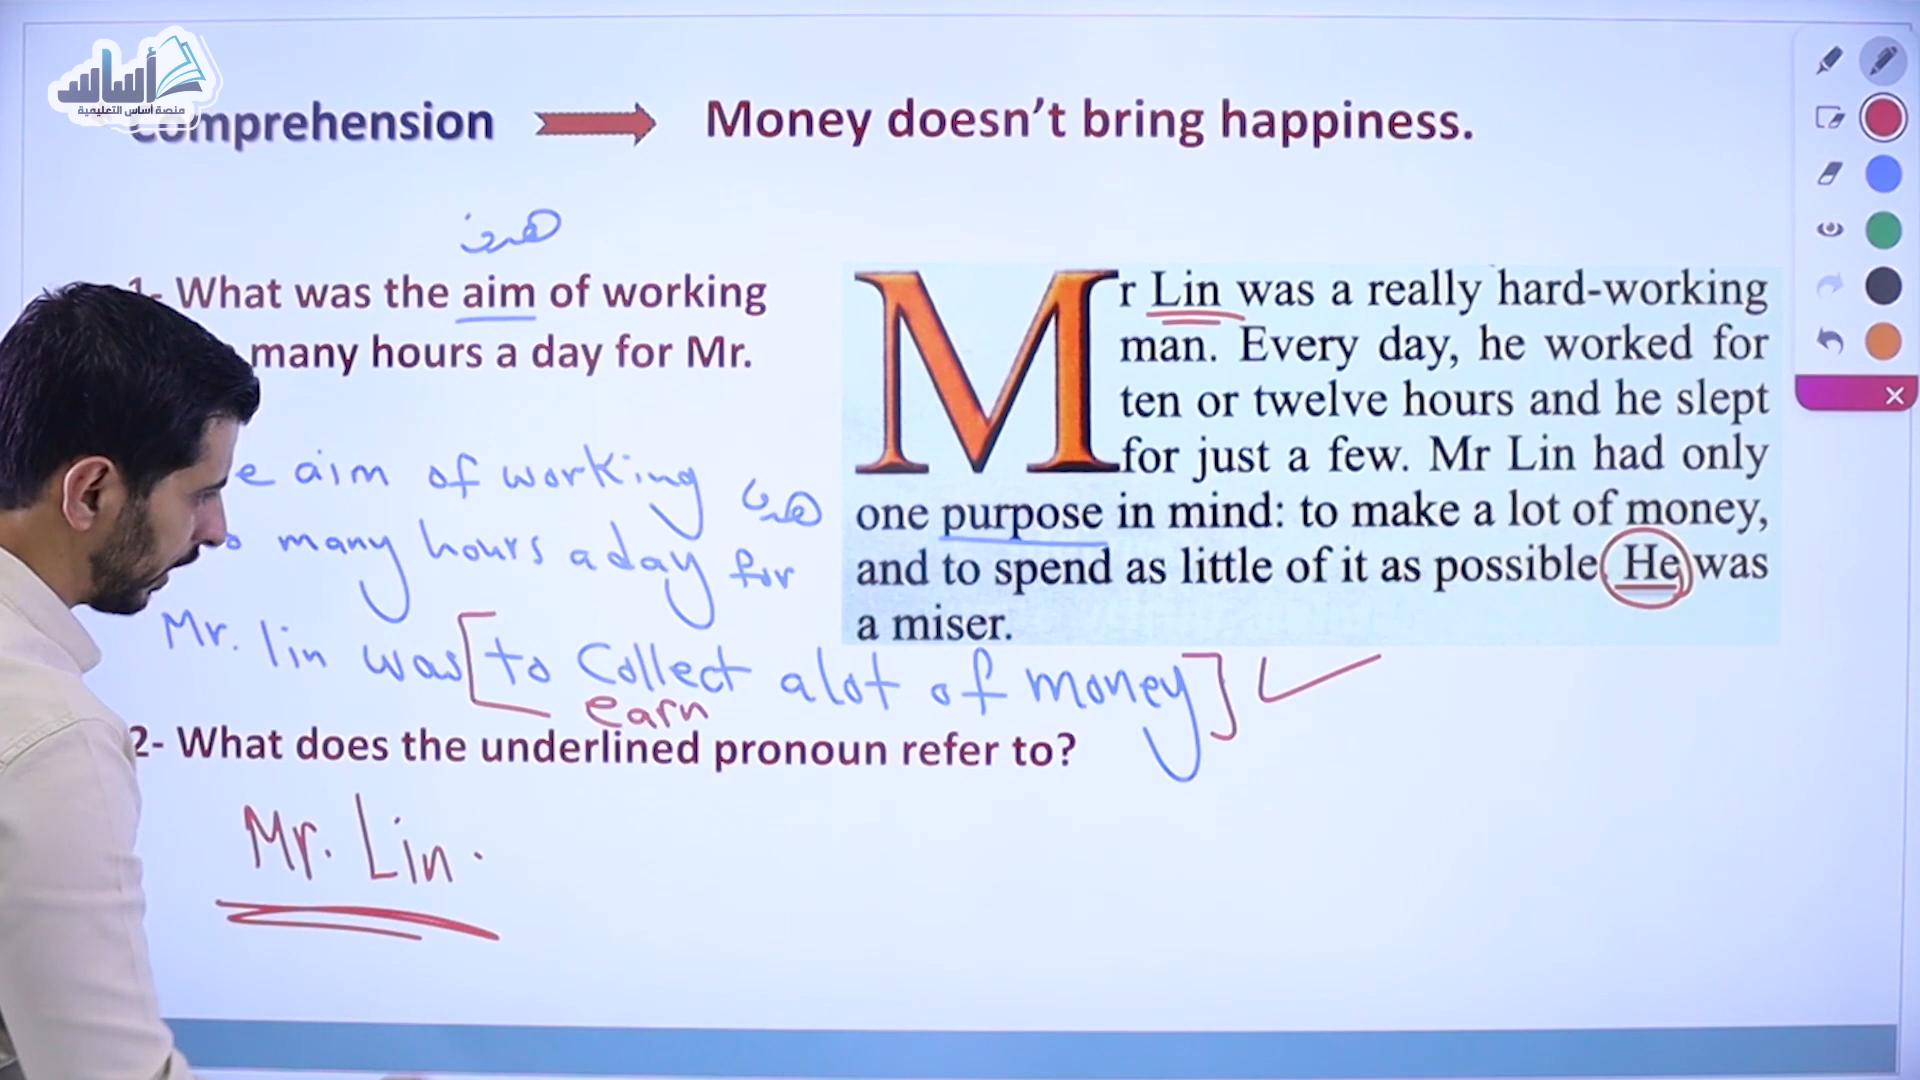 أساس
منصة أساس التعليمية
Comprehension
Money doesn't bring happiness.
هدف
1- What was the aim of working
many hours a day for Mr.
e aim of working
o many hours a day for
Mr. lin was [to collect a lot of money]
earn
هدف
Mr Lin was a really hard-working
man. Every day, he worked for
ten or twelve hours and he slept
for just a few. Mr Lin had only
one purpose in mind: to make a lot of money,
and to spend as little of it as possible. He was
a miser.
2- What does the underlined pronoun refer to?
Mr. Lin.